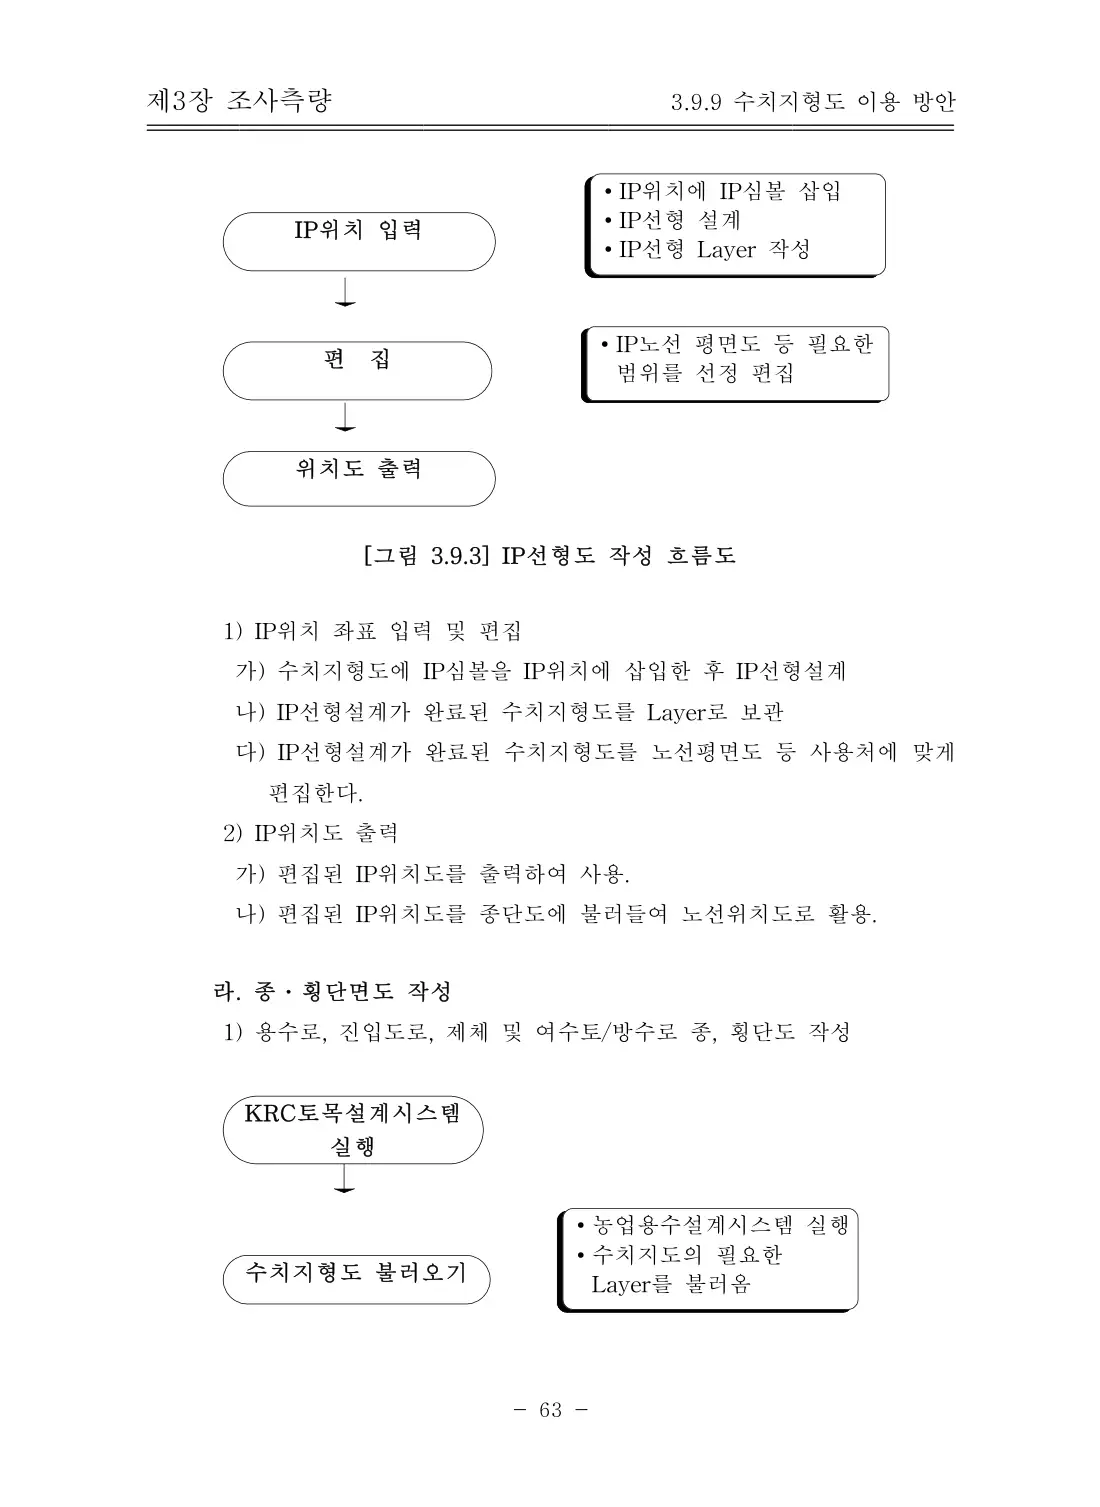 제3장 조사측량
3.9.9 수치지형도 이용 방안
IP위치 입력
•IP위치에 IP심볼 삽입
•IP선형 설계
•IP선형 Layer 작성
편 집
•IP노선 평면도 등 필요한
범위를 선정 편집
위치도 출력
[그림 3.9.3] IP선형도 작성 흐름도
1) IP위치 좌표 입력 및 편집
가) 수치지형도에 IP심볼을 IP위치에 삽입한 후 IP선형설계
나) IP선형설계가 완료된 수치지형도를 Layer로 보관
다) IP선형설계가 완료된 수치지형도를 노선평면도 등 사용처에 맞게
편집한다.
2) IP위치도 출력
가) 편집된 IP위치도를 출력하여 사용.
나) 편집된 IP위치도를 종단도에 불러들여 노선위치도로 활용.
라. 종·횡단면도 작성
1) 용수로, 진입도로, 제체 및 여수토/방수로 종, 횡단도 작성
KRC토목설계시스템
실행
•농업용수설계시스템 실행
•수치지도의 필요한
Layer를 불러옴
수치지형도 불러오기
- 63 -